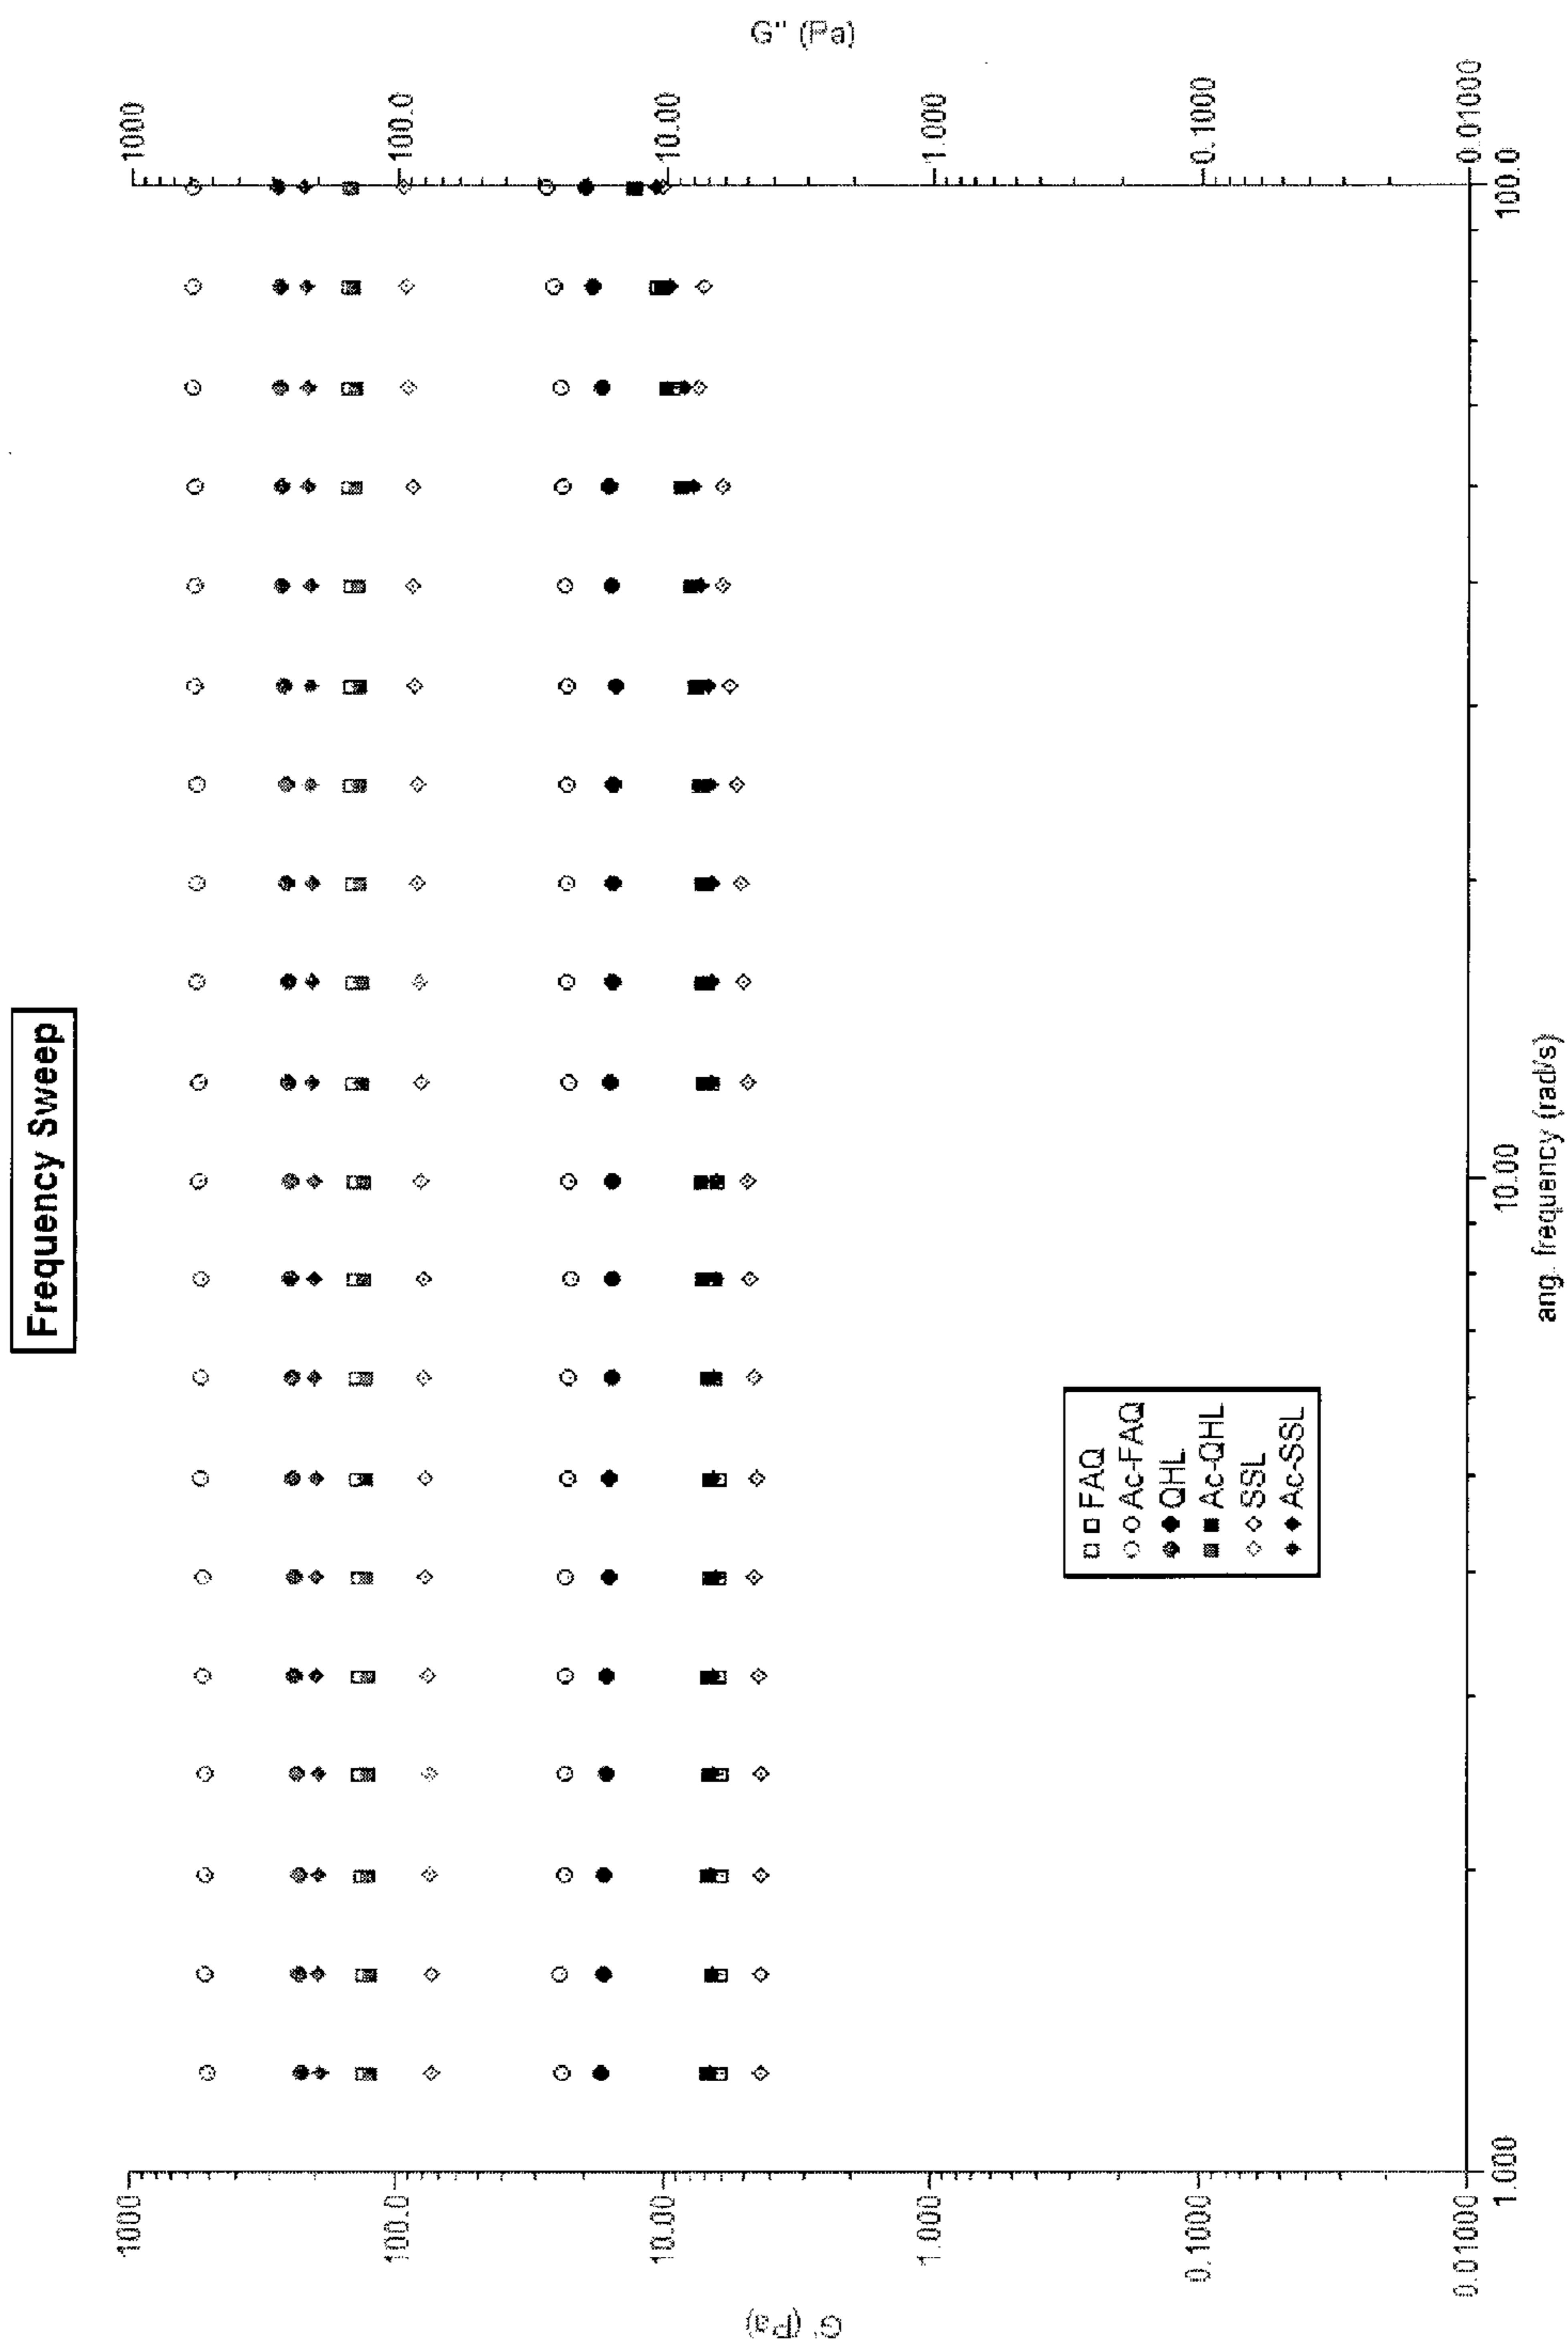 Frequency Sweep
G' (Pa)
1000
100.0
10.00
1.000
0.1000
0.01000
G'' (Pa)
1000
100.0
10.00
1.000
0.1000
0.01000
1.000
10.00
100.0
ang. frequency (rad/s)
FAQ
Ac-FAQ
QHL
Ac-QHL
SSL
Ac-SSL